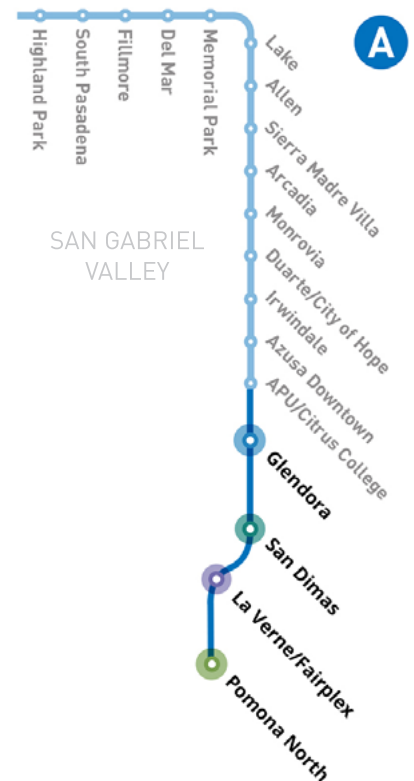 A
Highland Park
South Pasadena
Fillmore
Del Mar
Memorial Park
Lake
Allen
Sierra Madre Villa
Arcadia
Monrovia
Duarte/City of Hope
Irwindale
Azusa Downtown
APU/Citrus College
SAN GABRIEL
VALLEY
Glendora
San Dimas
La Verne/Fairplex
Pomona North